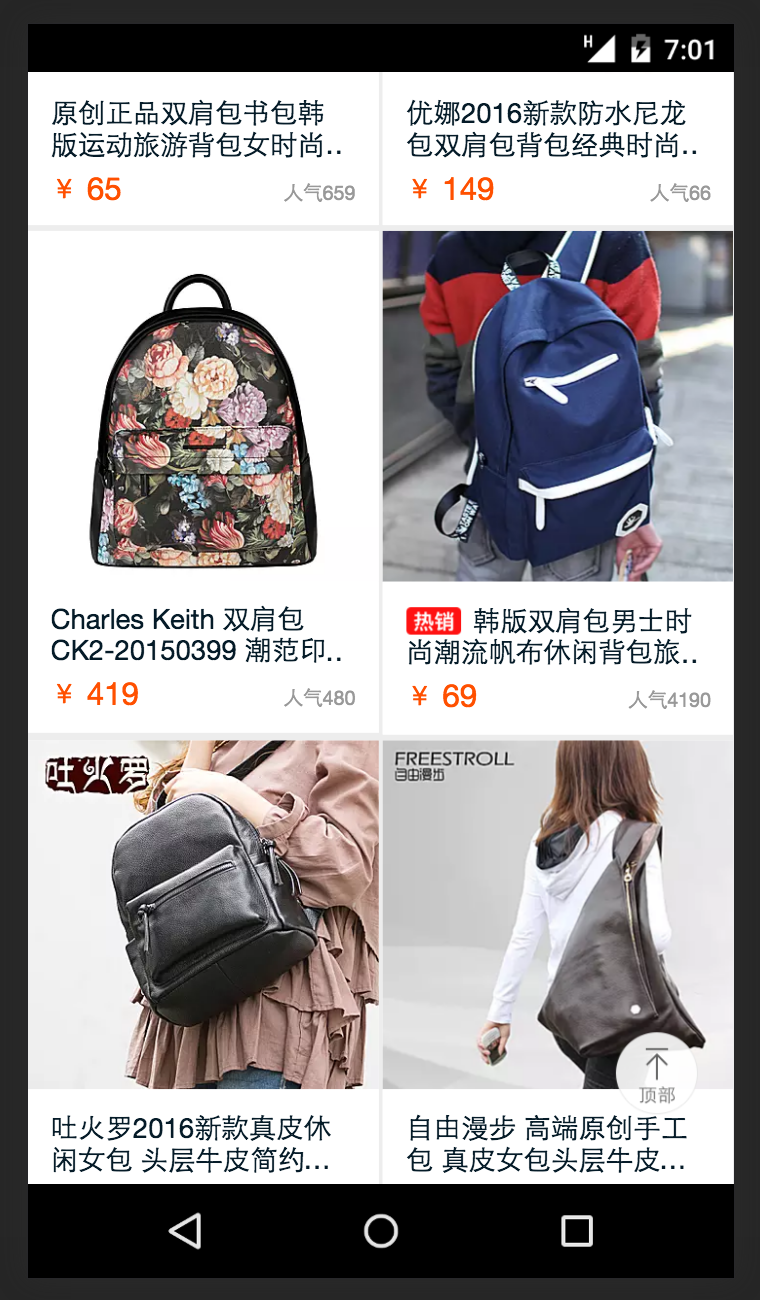 H 7:01
原创正品双肩包书包韩
版运动旅游背包女时尚..
¥ 65
人气659
优娜2016新款防水尼龙
包双肩包背包经典时尚..
¥ 149
人气66
Charles Keith 双肩包
CK2-20150399 潮范印..
¥ 419
人气480
热销 韩版双肩包男士时
尚潮流帆布休闲背包旅..
¥ 69
人气4190
吐火罗
FREESTROLL
自由漫步
吐火罗2016新款真皮休
闲女包 头层牛皮简约...
自由漫步 高端原创手工
包 真皮女包头层牛皮...
顶部